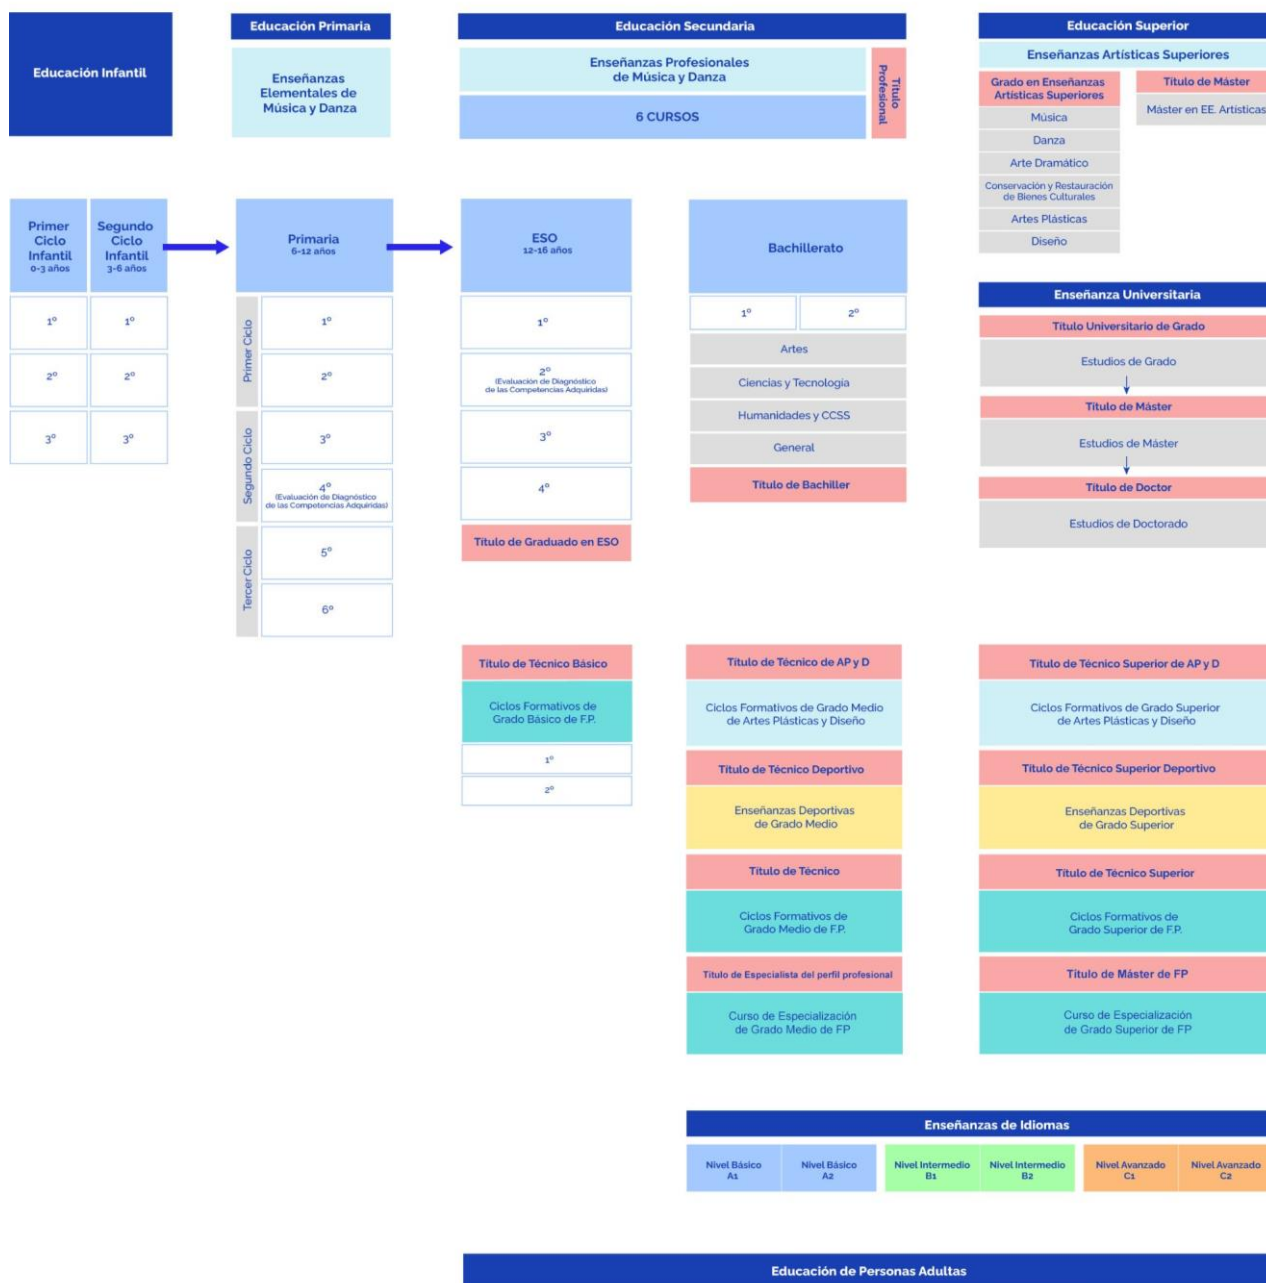 Educación Infantil
Educación Primaria
Enseñanzas
Elementales de
Música y Danza
Educación Secundaria
Enseñanzas Profesionales
de Música y Danza
6 CURSOS
Título
Profesional
Educación Superior
Enseñanzas Artísticas Superiores
Grado en Enseñanzas
Artísticas Superiores
Música
Danza
Arte Dramático
Conservación y Restauración
de Bienes Culturales
Artes Plásticas
Diseño
Título de Máster
Máster en EE. Artísticas
Primer
Ciclo
Infantil
0-3 años
1º
2º
3º
Segundo
Ciclo
Infantil
3-6 años
1º
2º
3º
Primaria
6-12 años
Primer Ciclo
1º
2º
Segundo Ciclo
3º
4º
(Evaluación de Diagnóstico
de las Competencias Adquiridas)
Tercer Ciclo
5º
6º
ESO
12-16 años
1º
2º
(Evaluación de Diagnóstico
de las Competencias Adquiridas)
3º
4º
Título de Graduado en ESO
Bachillerato
1º
2º
Artes
Ciencias y Tecnología
Humanidades y CCSS
General
Título de Bachiller
Enseñanza Universitaria
Título Universitario de Grado
Estudios de Grado
Título de Máster
Estudios de Máster
Título de Doctor
Estudios de Doctorado
Título de Técnico Básico
Ciclos Formativos de
Grado Básico de F.P.
1º
2º
Título de Técnico de AP y D
Ciclos Formativos de Grado Medio
de Artes Plásticas y Diseño
Título de Técnico Deportivo
Enseñanzas Deportivas
de Grado Medio
Título de Técnico
Ciclos Formativos de
Grado Medio de F.P.
Título de Especialista del perfil profesional
Curso de Especialización
de Grado Medio de FP
Título de Técnico Superior de AP y D
Ciclos Formativos de Grado Superior
de Artes Plásticas y Diseño
Título de Técnico Superior Deportivo
Enseñanzas Deportivas
de Grado Superior
Título de Técnico Superior
Ciclos Formativos de
Grado Superior de F.P.
Título de Máster de FP
Curso de Especialización
de Grado Superior de FP
Enseñanzas de Idiomas
Nivel Básico
A1
Nivel Básico
A2
Nivel Intermedio
B1
Nivel Intermedio
B2
Nivel Avanzado
C1
Nivel Avanzado
C2
Educación de Personas Adultas